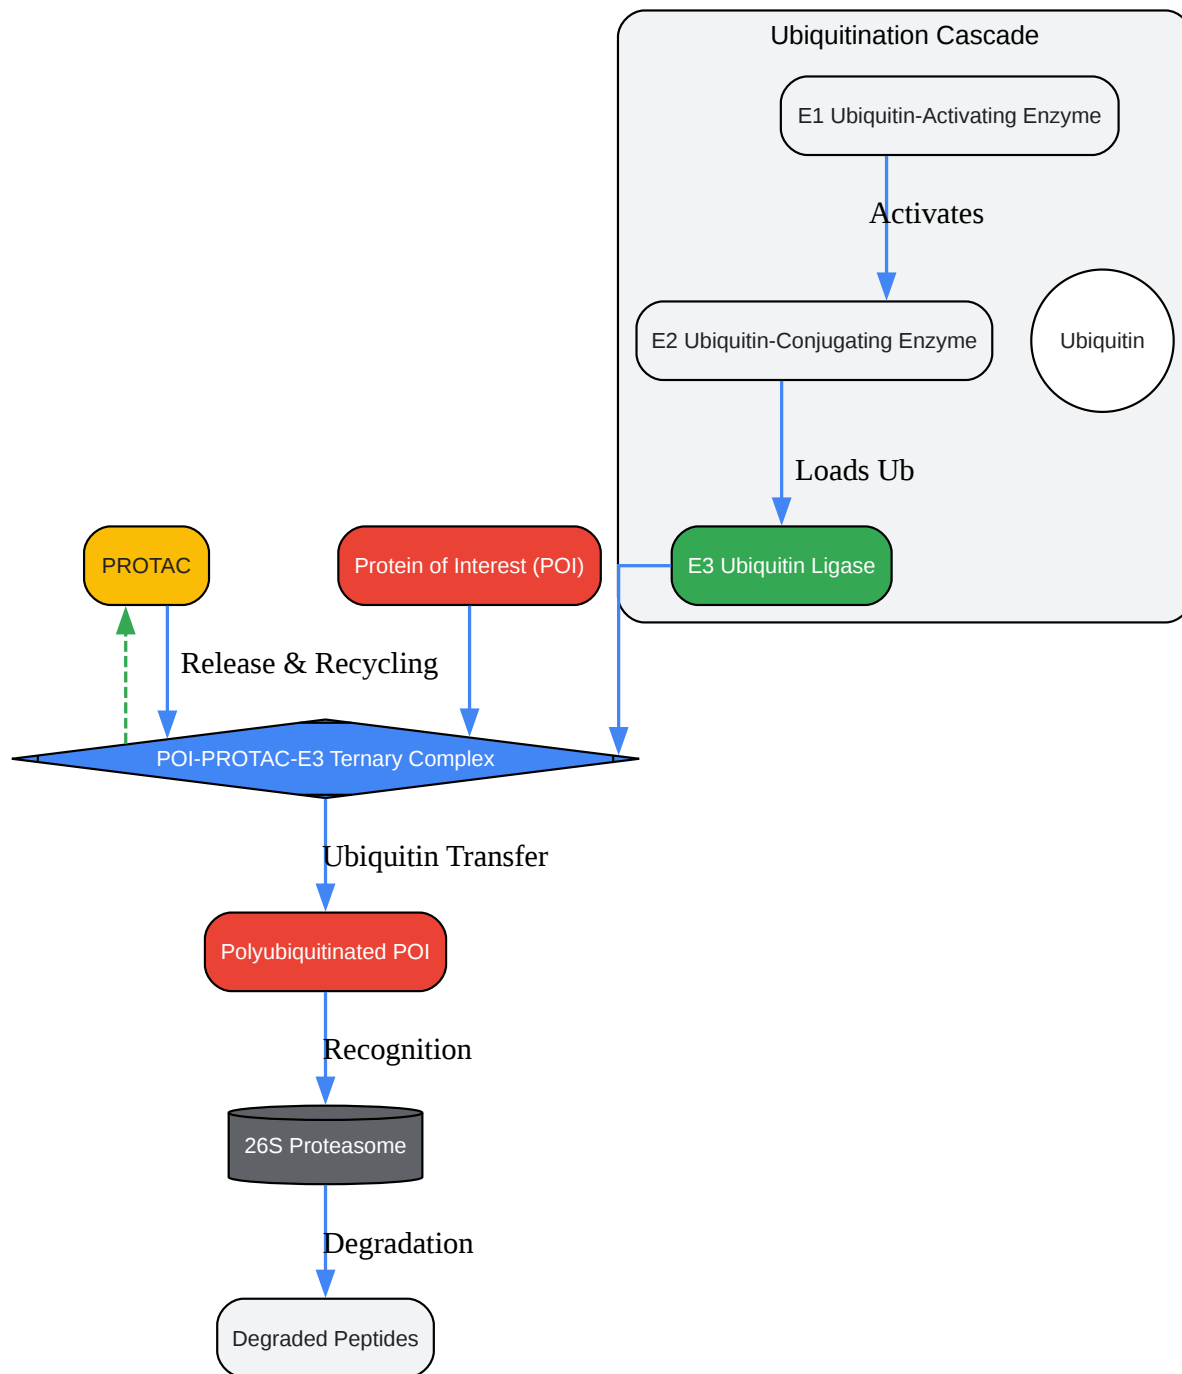 Ubiquitination Cascade
E1 Ubiquitin-Activating Enzyme
Activates
E2 Ubiquitin-Conjugating Enzyme
Ubiquitin
Loads Ub
PROTAC
Protein of Interest (POI)
E3 Ubiquitin Ligase
Release & Recycling
POI-PROTAC-E3 Ternary Complex
Ubiquitin Transfer
Polyubiquitinated POI
Recognition
26S Proteasome
Degradation
Degraded Peptides